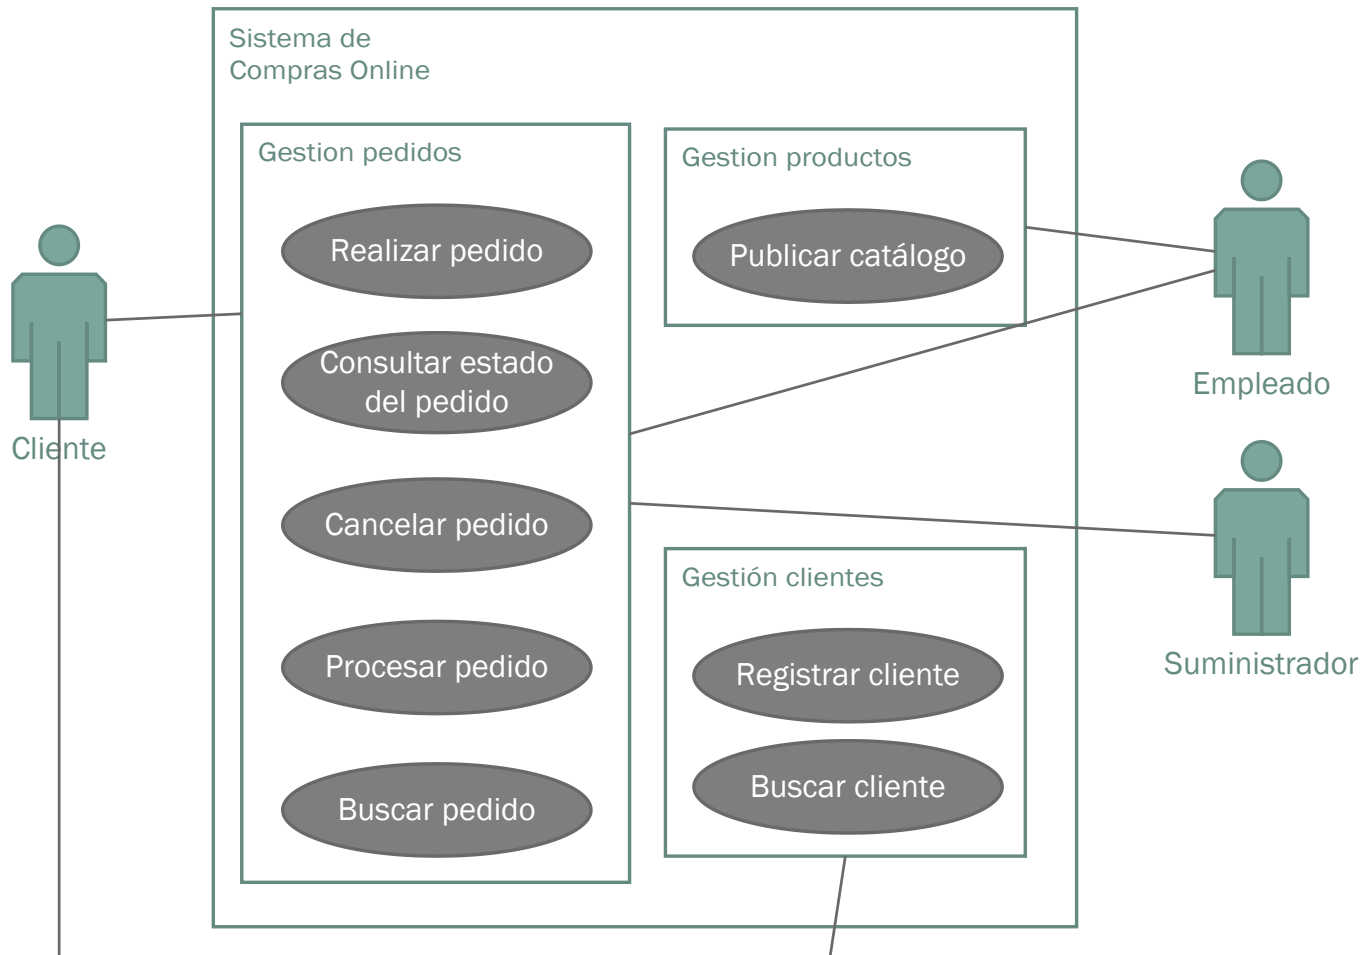 Sistema de
Compras Online
Gestion pedidos
Realizar pedido
Consultar estado
del pedido
Cancelar pedido
Procesar pedido
Buscar pedido
Gestion productos
Publicar catálogo
Gestión clientes
Registrar cliente
Buscar cliente
Cliente
Empleado
Suministrador